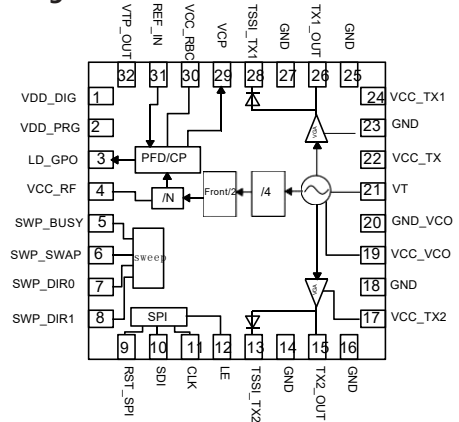 VTP_OUT
REF_IN
VCC_RBC
VCP
TSSI_TX1
GND
TX1_OUT
GND
32
31
30
29
28
27
26
25
VDD_DIG 1
VDD_PRG 2
LD_GPO 3
VCC_RF 4
SWP_BUSY 5
SWP_SWAP 6
SWP_DIR0 7
SWP_DIR1 8
PFD/CP
/N
Front/2
/4
VGA
sweep
SPI
VGA
24 VCC_TX1
23 GND
22 VCC_TX
21 VT
20 GND_VCO
19 VCC_VCO
18 GND
17 VCC_TX2
9
10
11
12
13
14
15
16
RST_SPI
SDI
CLK
LE
TSSI_TX2
GND
TX2_OUT
GND